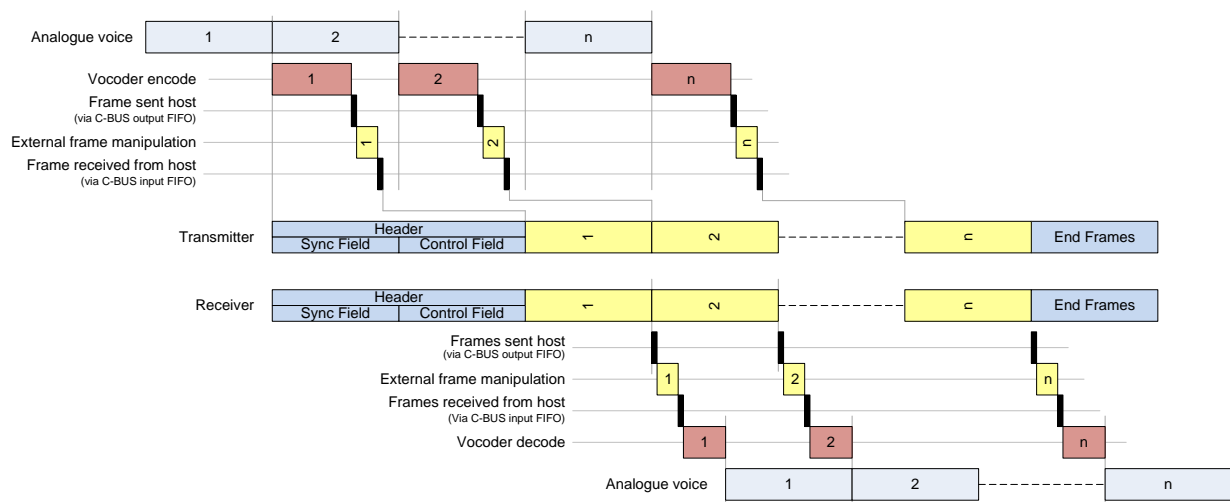 Analogue voice 1 2 n
Vocoder encode 1 2 n
Frame sent host
(via C-BUS output FIFO)
External frame manipulation 1 2 n
Frame received from host
(via C-BUS input FIFO)
Header
Transmitter 1 2 n End Frames
Sync Field Control Field
Header
Receiver 1 2 n End Frames
Sync Field Control Field
Frames sent host
(via C-BUS output FIFO)
External frame manipulation 1 2 n
Frames received from host
(Via C-BUS input FIFO)
Vocoder decode 1 2 n
Analogue voice 1 2 n